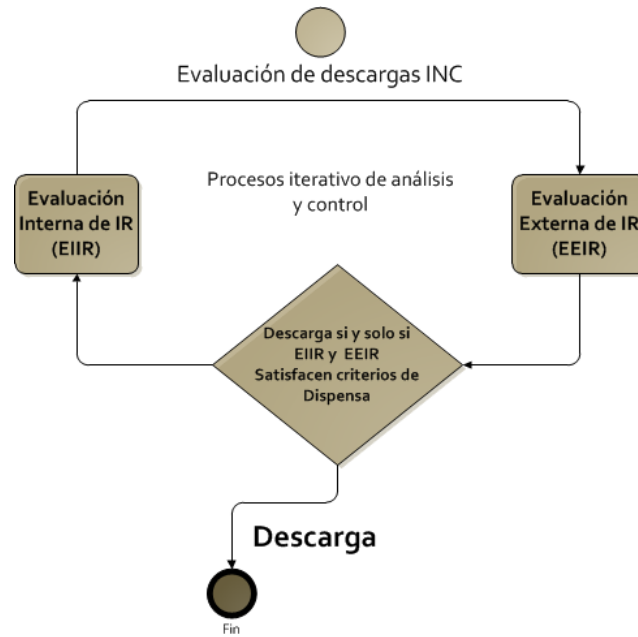 Evaluación de descargas INC
Evaluación
Interna de IR
(EIIR)
Procesos iterativo de análisis
y control
Evaluación
Externa de IR
(EEIR)
Descarga si y solo si
EIIR y EEIR
Satisfacen criterios de
Dispensa
Descarga
Fin